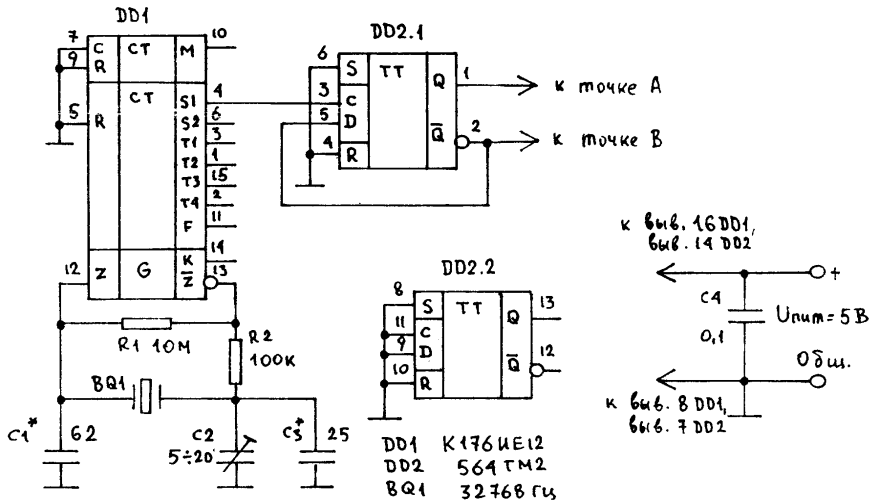 DD1
7 C CT M 10
9 R
CT
5 R
S1 4
S2 6
T1 3
T2 1
T3 15
T4 2
F 11
K 14
12 Z G Z 13
R1 10M
R2
100K
BQ1
C1* 62
C2
5÷20
C3* 25
DD2.1
6 S TT Q 1
3 C
5 D Q 2
4 R
к точке A
к точке B
DD2.2
8 S TT Q 13
11 C
9 D Q 12
10 R
DD1 К176ИЕ12
DD2 564ТМ2
BQ1 32768 Гц
к выв. 16 DD1,
выв. 14 DD2
+
C4
0,1
Uпит=5В
Общ.
к выв. 8 DD1,
выв. 7 DD2